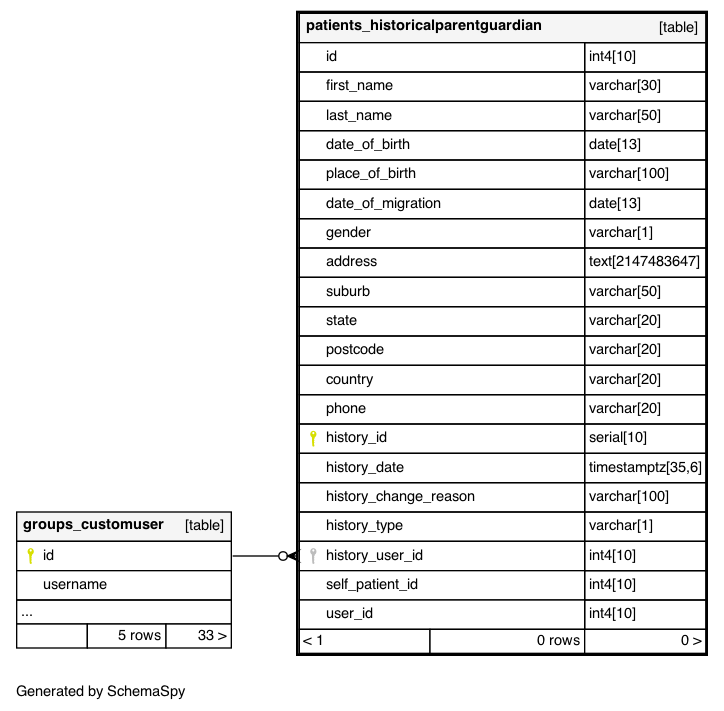 patients_historicalparentguardian [table]
id int4[10]
first_name varchar[30]
last_name varchar[50]
date_of_birth date[13]
place_of_birth varchar[100]
date_of_migration date[13]
gender varchar[1]
address text[2147483647]
suburb varchar[50]
state varchar[20]
postcode varchar[20]
country varchar[20]
phone varchar[20]
history_id serial[10]
history_date timestamptz[35,6]
history_change_reason varchar[100]
history_type varchar[1]
history_user_id int4[10]
self_patient_id int4[10]
user_id int4[10]
< 1 0 rows 0 >
groups_customuser [table]
id
username
...
5 rows 33 >
Generated by SchemaSpy